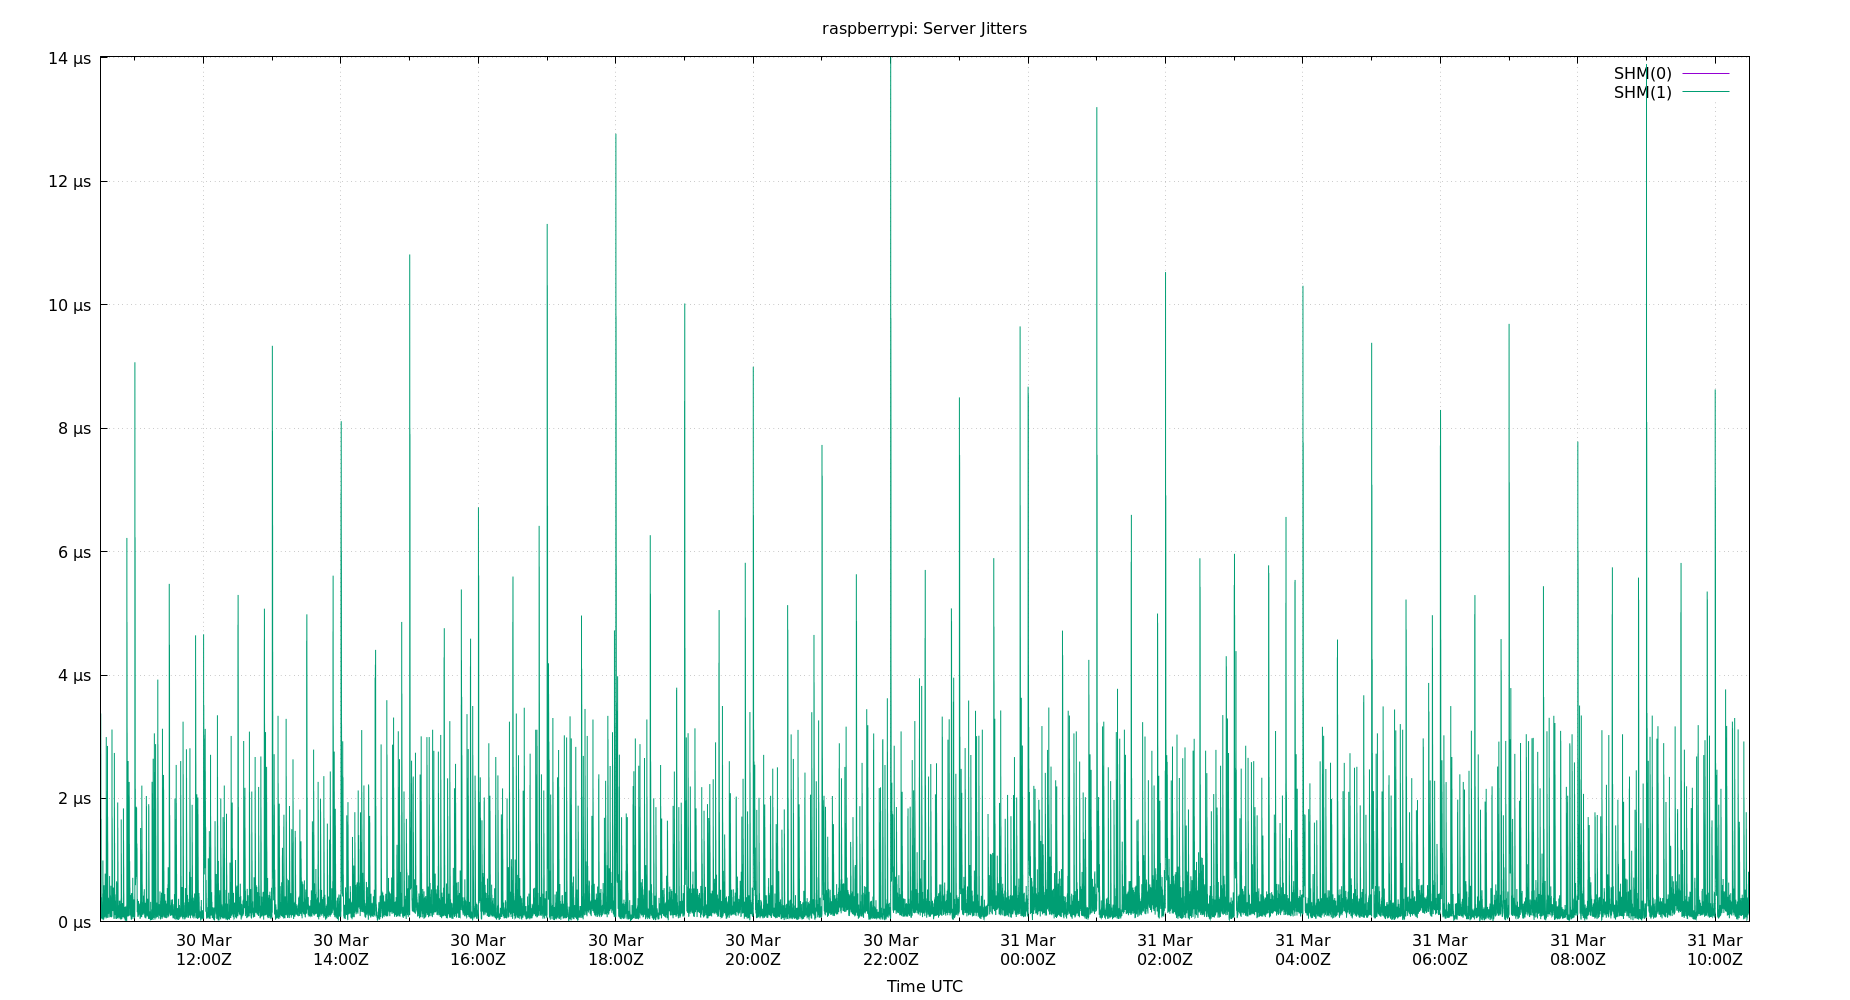 raspberrypi: Server Jitters
14 µs
12 µs
10 µs
8 µs
6 µs
4 µs
2 µs
0 µs
SHM(0)
SHM(1)
30 Mar 30 Mar 30 Mar 30 Mar 30 Mar 30 Mar 31 Mar 31 Mar 31 Mar 31 Mar 31 Mar 31 Mar
12:00Z 14:00Z 16:00Z 18:00Z 20:00Z 22:00Z 00:00Z 02:00Z 04:00Z 06:00Z 08:00Z 10:00Z
Time UTC